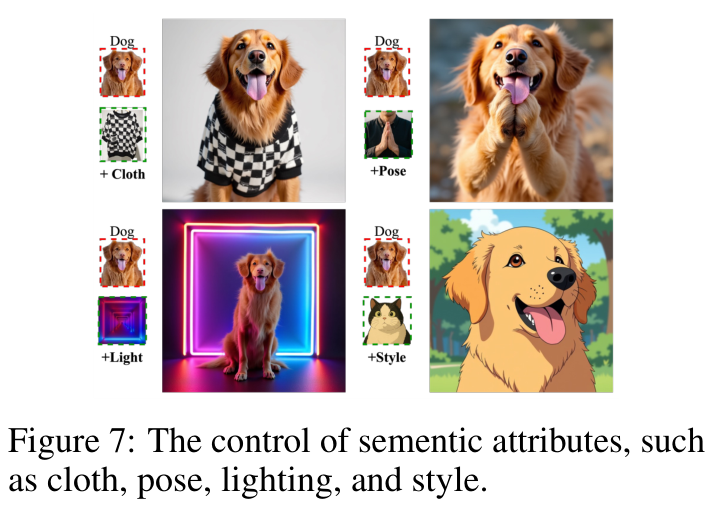 Dog
+ Cloth
Dog
+Pose
Dog
+Light
Dog
+Style
Figure 7: The control of sementic attributes, such
as cloth, pose, lighting, and style.